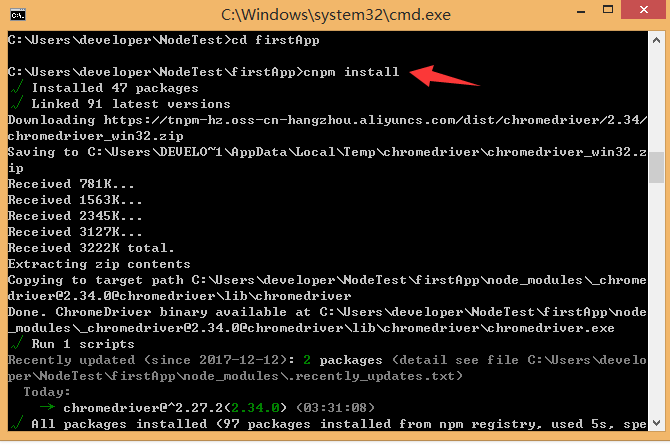 C:\Windows\system32\cmd.exe
C:\Users\developer\NodeTest>cd firstApp
C:\Users\developer\NodeTest\firstApp>cnpm install
√ Installed 47 packages
√ Linked 91 latest versions
Downloading https://tnpm-hz.oss-cn-hangzhou.aliyuncs.com/dist/chromedriver/2.34/
chromedriver_win32.zip
Saving to C:\Users\DEVELO~1\AppData\Local\Temp\chromedriver\chromedriver_win32.z
ip
Received 781K...
Received 1563K...
Received 2345K...
Received 3127K...
Received 3222K total.
Extracting zip contents
Copying to target path C:\Users\developer\NodeTest\firstApp\node_modules\_chrome
driver@2.34.0@chromedriver\lib\chromedriver
Done. ChromeDriver binary available at C:\Users\developer\NodeTest\firstApp\node
_modules\_chromedriver@2.34.0@chromedriver\lib\chromedriver\chromedriver.exe
√ Run 1 scripts
Recently updated (since 2017-12-12): 2 packages (detail see file C:\Users\develo
per\NodeTest\firstApp\node_modules\.recently_updates.txt)
Today:
→ chromedriver@^2.27.2(2.34.0) (03:31:08)
√ All packages installed (97 packages installed from npm registry, used 5s, spe